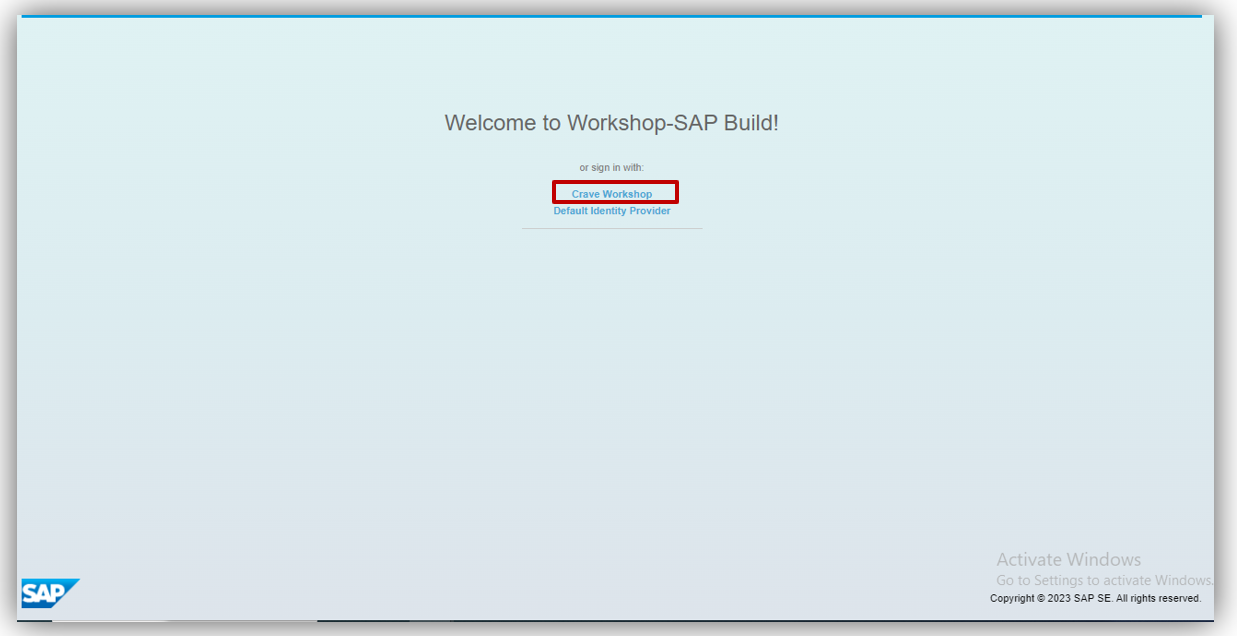 Welcome to Workshop-SAP Build!
or sign in with:
Crave Workshop
Default Identity Provider
Activate Windows
Go to Settings to activate Windows.
SAP
Copyright © 2023 SAP SE. All rights reserved.